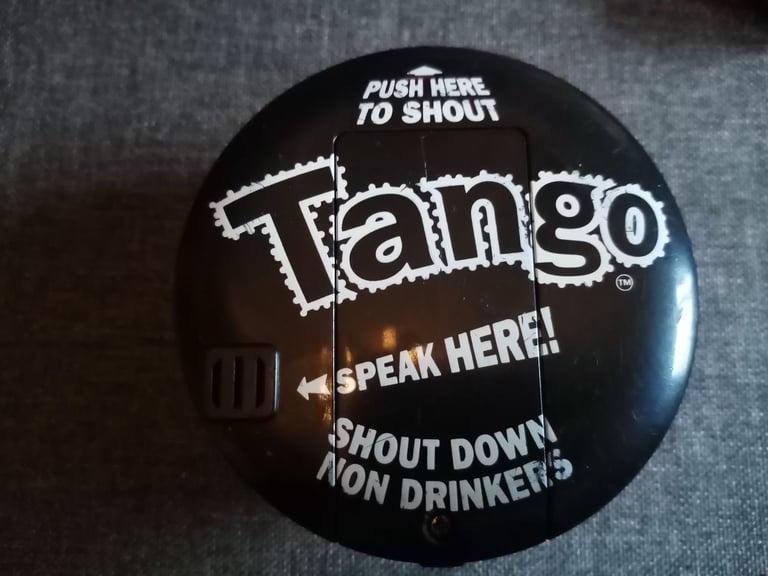 PUSH HERE
TO SHOUT
Tango
TM
SPEAK HERE!
SHOUT DOWN
NON DRINKERS